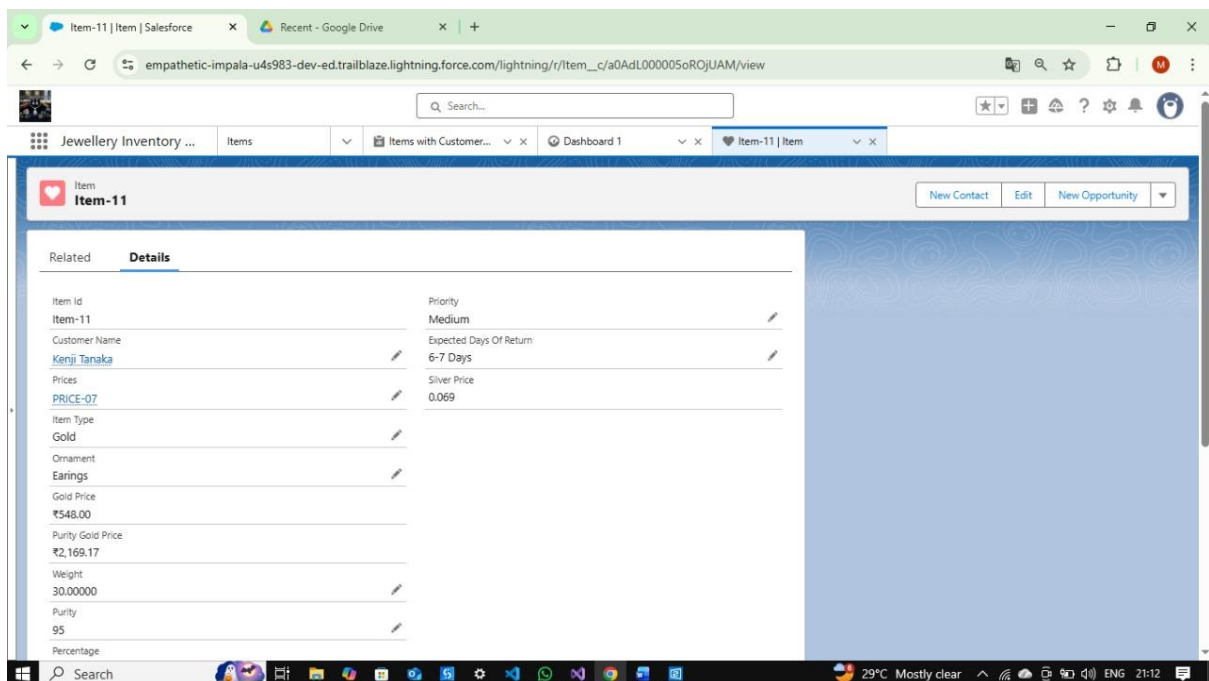 Item-11 | Item | Salesforce
Recent - Google Drive
empathetic-impala-u4s983-dev-ed.trailblaze.lightning.force.com/lightning/r/Item__c/a0AdL000005oROjUAM/view
M
Search...
Jewellery Inventory ...
Items
Items with Customer...
Dashboard 1
Item-11 | Item
Item
Item-11
New Contact
Edit
New Opportunity
Related
Details
Item Id
Item-11
Customer Name
Kenji Tanaka
Prices
PRICE-07
Item Type
Gold
Ornament
Earings
Gold Price
₹548.00
Purity Gold Price
₹2,169.17
Weight
30.00000
Purity
95
Percentage
Priority
Medium
Expected Days Of Return
6-7 Days
Silver Price
0.069
Search
29°C Mostly clear
ENG
21:12